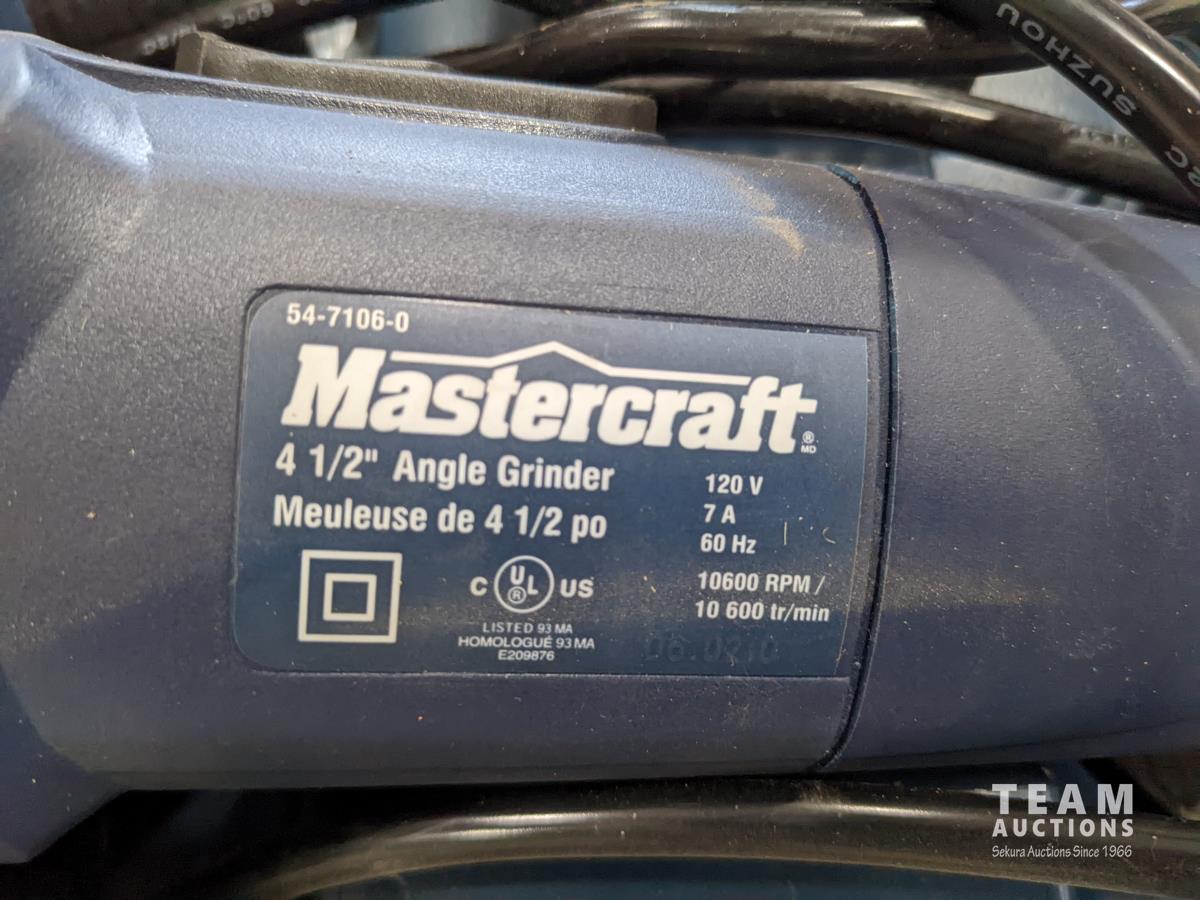 60°C
SUZHOU
54-7106-0
Mastercraft
® MD
4 1/2" Angle Grinder
Meuleuse de 4 1/2 po
120 V
7 A
60 Hz
10600 RPM /
10 600 tr/min
C UL® US
LISTED 93 MA
HOMOLOGUÉ 93 MA
E209876
TEAM
AUCTIONS
Sekura Auctions Since 1966